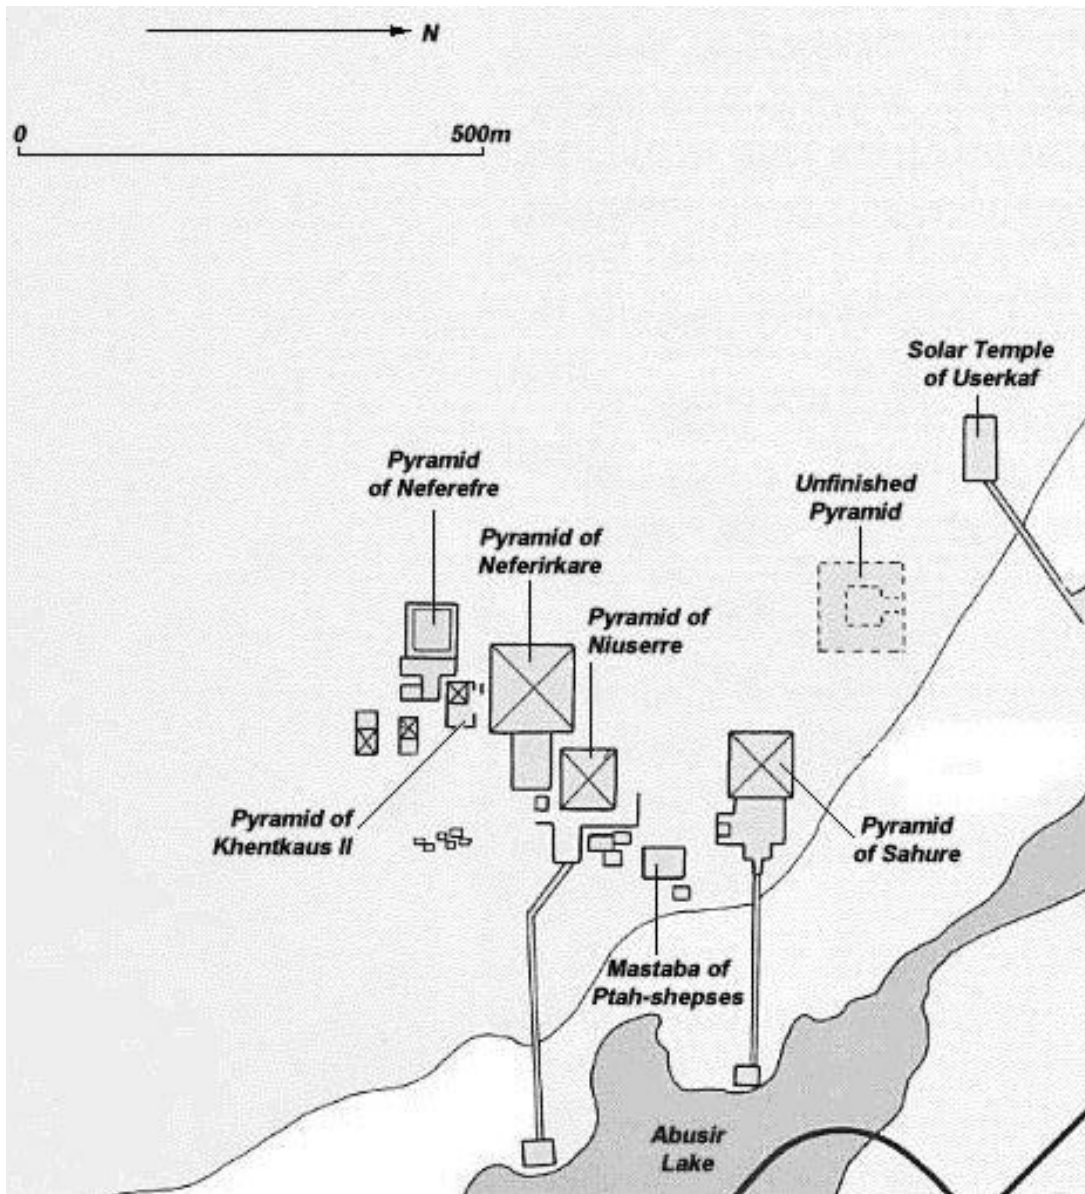 N
0 500m
Solar Temple
of Userkaf
Pyramid
of Neferefre
Unfinished
Pyramid
Pyramid of
Neferirkare
Pyramid of
Niuserre
Pyramid of
Khentkaus II
Pyramid
of Sahure
Mastaba of
Ptah-shepses
Abusir
Lake